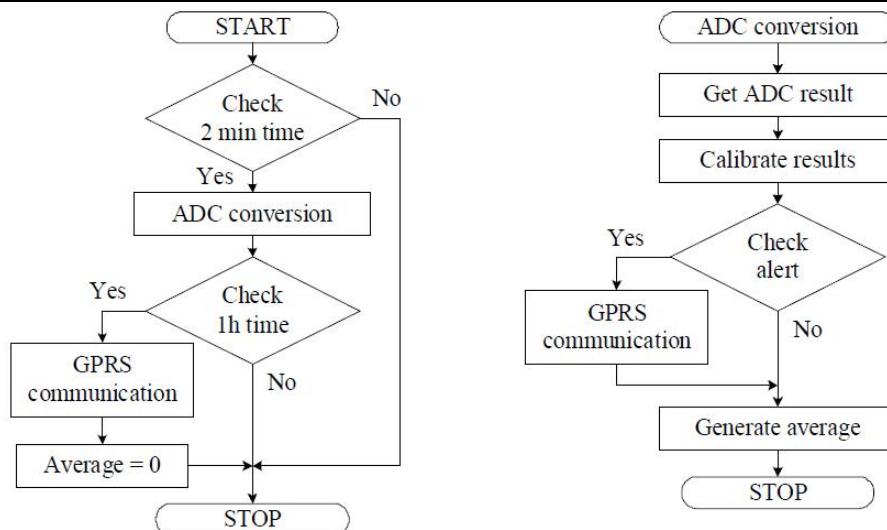 START
Check
2 min time
No
Yes
ADC conversion
Check
1h time
Yes
No
GPRS
communication
Average = 0
STOP
ADC conversion
Get ADC result
Calibrate results
Check
alert
Yes
No
GPRS
communication
Generate average
STOP